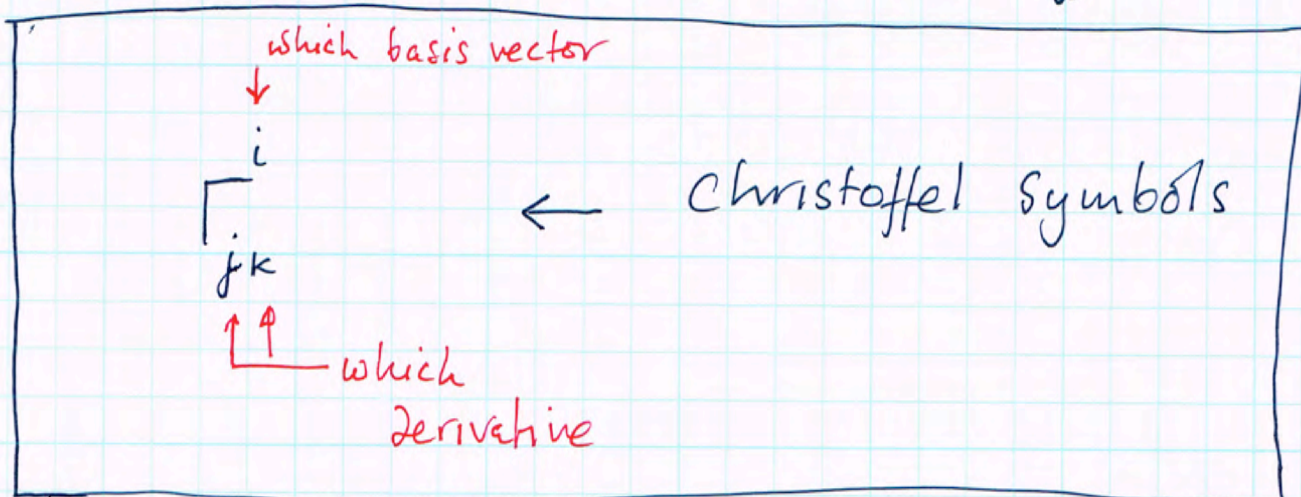 which basis vector
↓
i
Γ ← Christoffel Symbols
jk
which
derivative